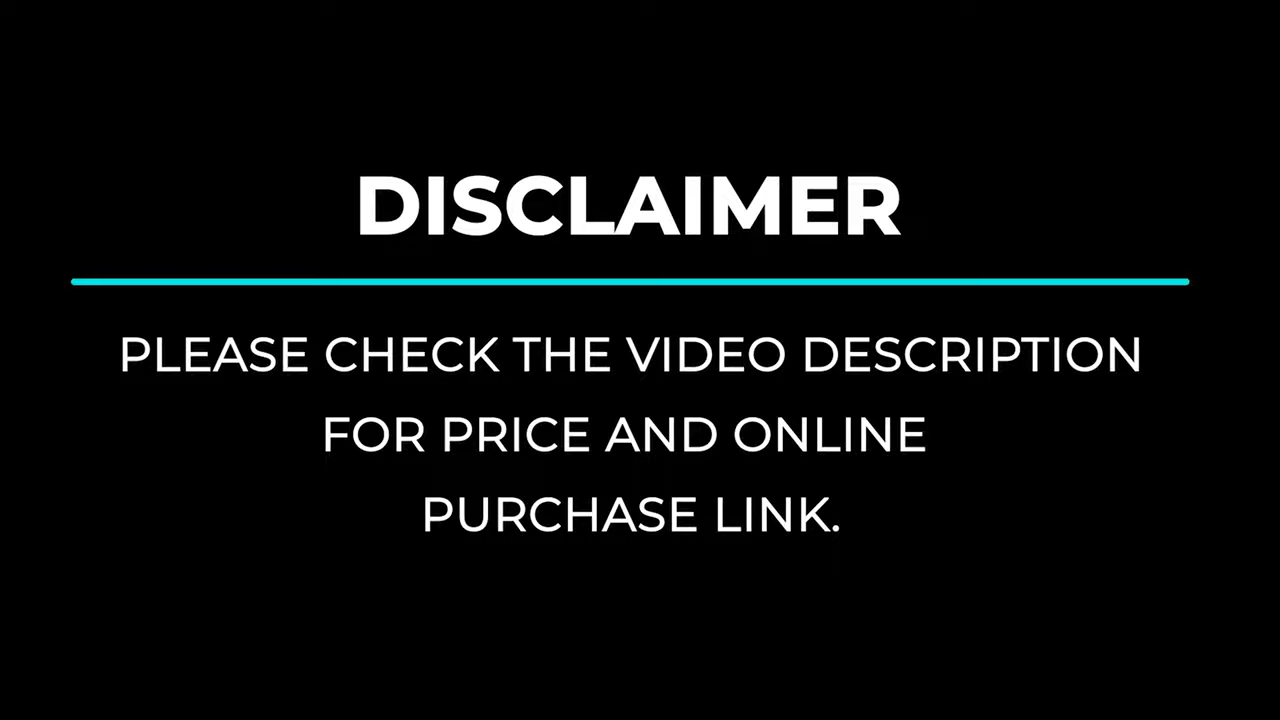 DISCLAIMER
PLEASE CHECK THE VIDEO DESCRIPTION
FOR PRICE AND ONLINE
PURCHASE LINK.